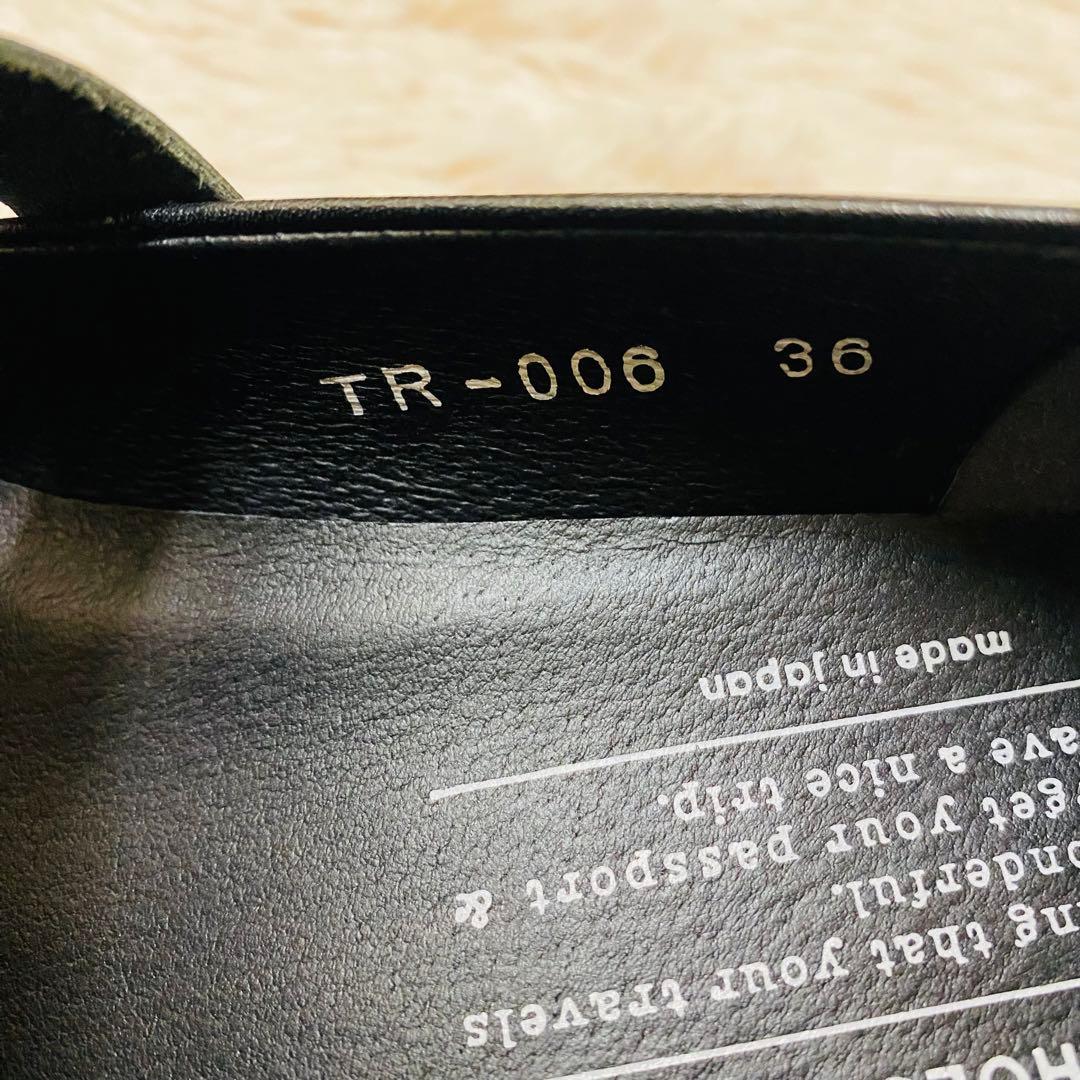 TR-006 36
that your travels
your passport &
a nice trip.
made in japan